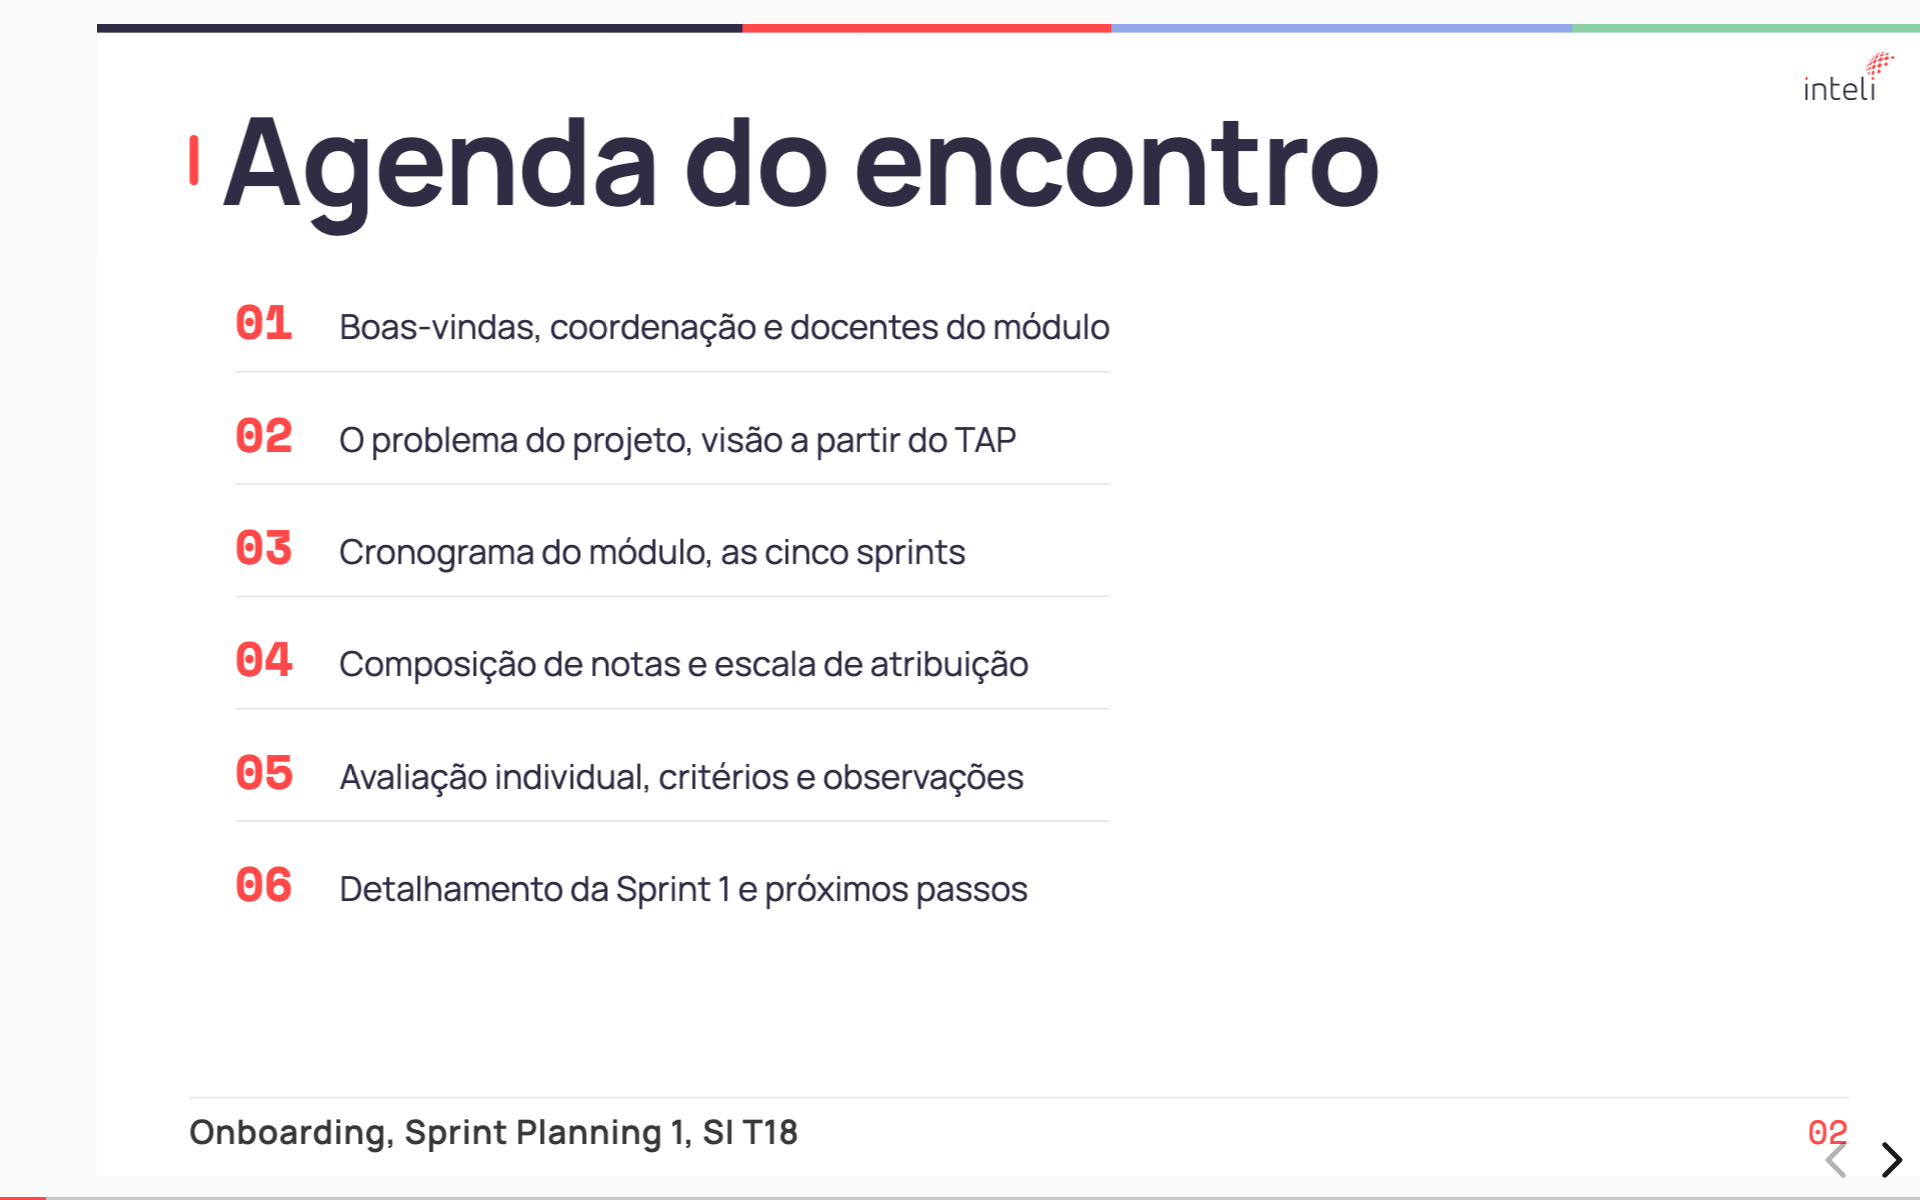 inteli
Agenda do encontro
01 Boas-vindas, coordenação e docentes do módulo
02 O problema do projeto, visão a partir do TAP
03 Cronograma do módulo, as cinco sprints
04 Composição de notas e escala de atribuição
05 Avaliação individual, critérios e observações
06 Detalhamento da Sprint 1 e próximos passos
Onboarding, Sprint Planning 1, SI T18
02